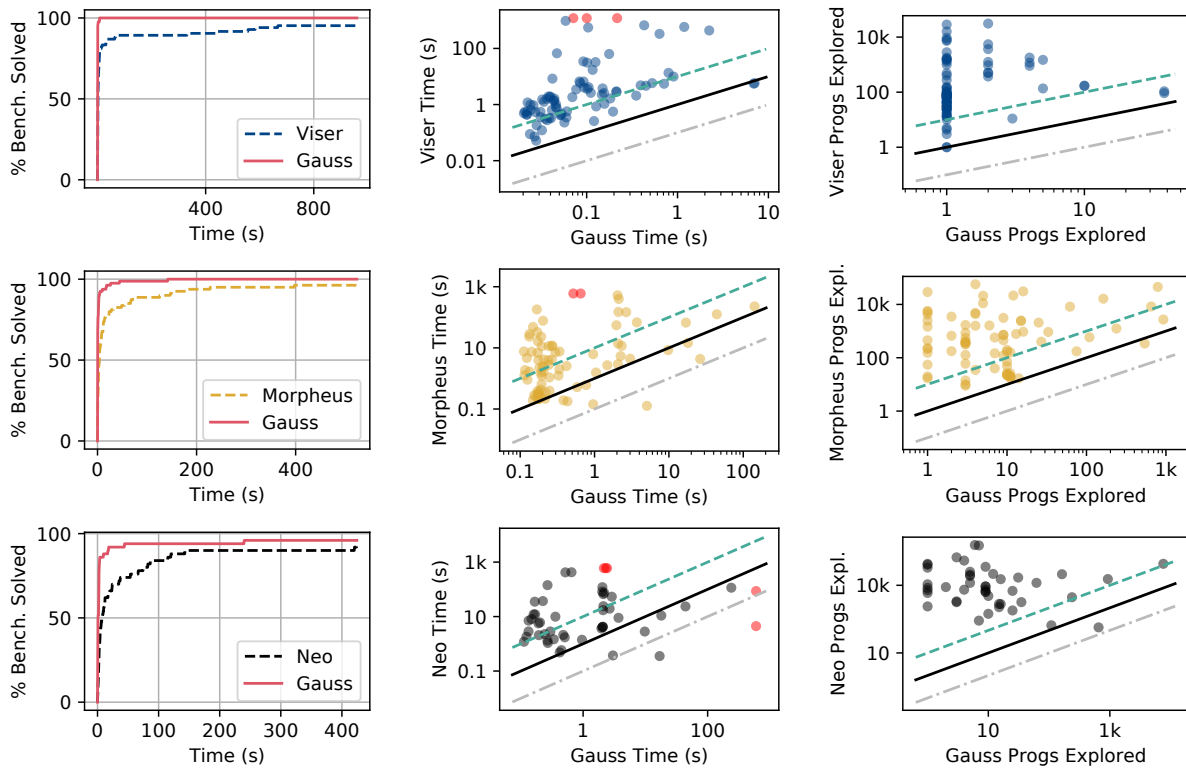 % Bench. Solved
100
50
0
Viser
Gauss
400
800
Time (s)
Viser Time (s)
100
1
0.01
0.1
1
10
Gauss Time (s)
Viser Progs Explored
10k
100
1
1
10
Gauss Progs Explored
% Bench. Solved
100
50
0
Morpheus
Gauss
0
200
400
Time (s)
Morpheus Time (s)
1k
10
0.1
0.1
1
10
100
Gauss Time (s)
Morpheus Progs Expl.
10k
100
1
1
10
100
1k
Gauss Progs Explored
% Bench. Solved
100
50
0
Neo
Gauss
0
100
200
300
400
Time (s)
Neo Time (s)
1k
10
0.1
1
100
Gauss Time (s)
Neo Progs Expl.
10k
10
10
1k
Gauss Progs Explored